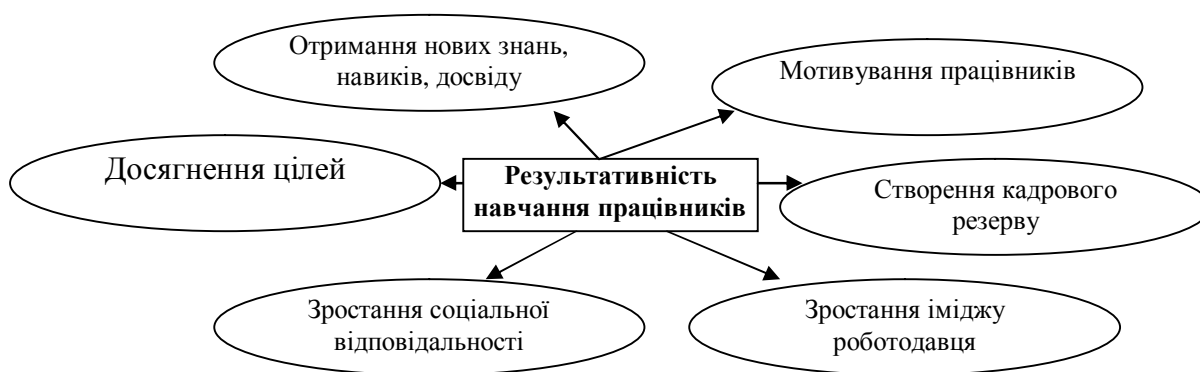 Отримання нових знань,
навиків, досвіду
Мотивування працівників
Досягнення цілей
Результативність
навчання працівників
Створення кадрового
резерву
Зростання соціальної
відповідальності
Зростання іміджу
роботодавця